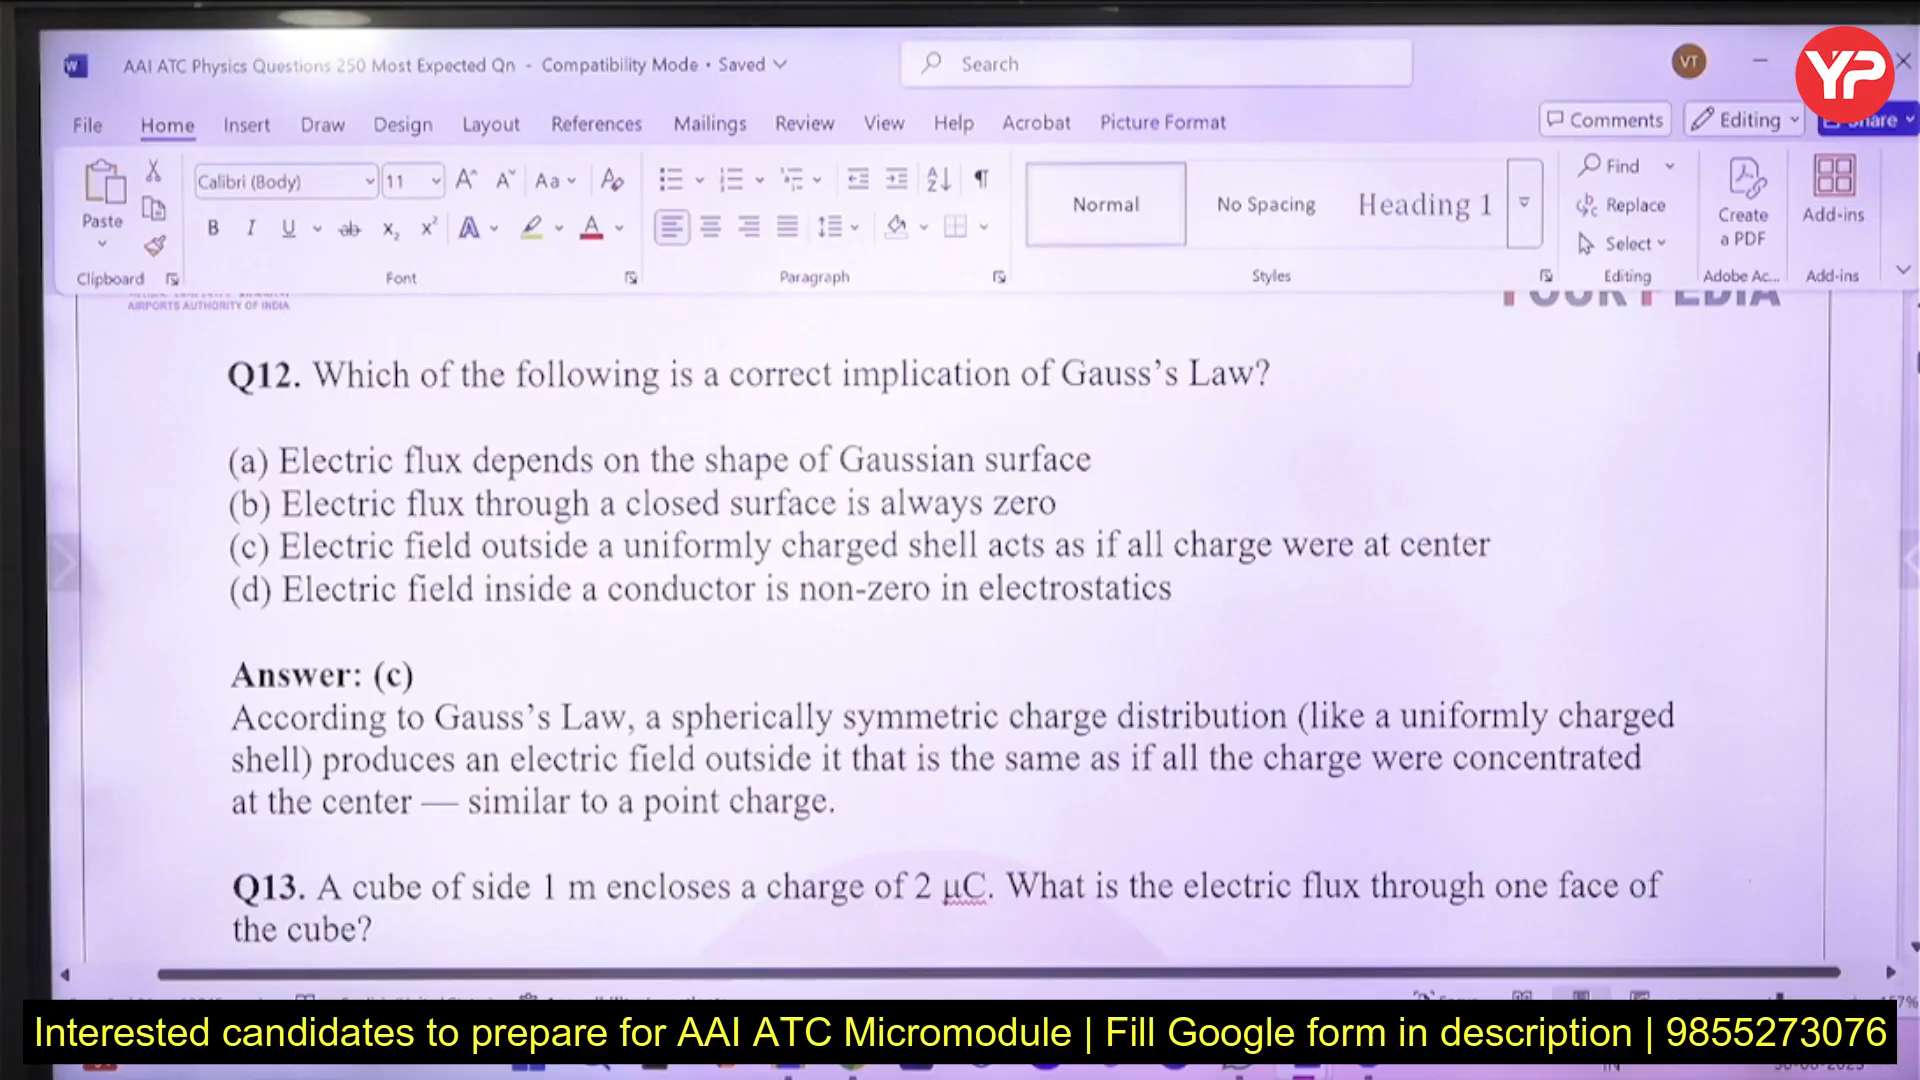 AAI ATC Physics Questions 250 Most Expected Qn - Compatibility Mode • Saved
Search
VT
YP
File Home Insert Draw Design Layout References Mailings Review View Help Acrobat Picture Format
Comments Editing Share
Calibri (Body) 11
Paste
Normal No Spacing Heading 1
Find
Replace
Select
Create a PDF
Add-ins
Clipboard Font Paragraph Styles Editing Adobe Ac... Add-ins
AIRPORTS AUTHORITY OF INDIA
Q12. Which of the following is a correct implication of Gauss’s Law?
(a) Electric flux depends on the shape of Gaussian surface
(b) Electric flux through a closed surface is always zero
(c) Electric field outside a uniformly charged shell acts as if all charge were at center
(d) Electric field inside a conductor is non-zero in electrostatics
Answer: (c)
According to Gauss’s Law, a spherically symmetric charge distribution (like a uniformly charged
shell) produces an electric field outside it that is the same as if all the charge were concentrated
at the center — similar to a point charge.
Q13. A cube of side 1 m encloses a charge of 2 µC. What is the electric flux through one face of
the cube?
Interested candidates to prepare for AAI ATC Micromodule | Fill Google form in description | 9855273076